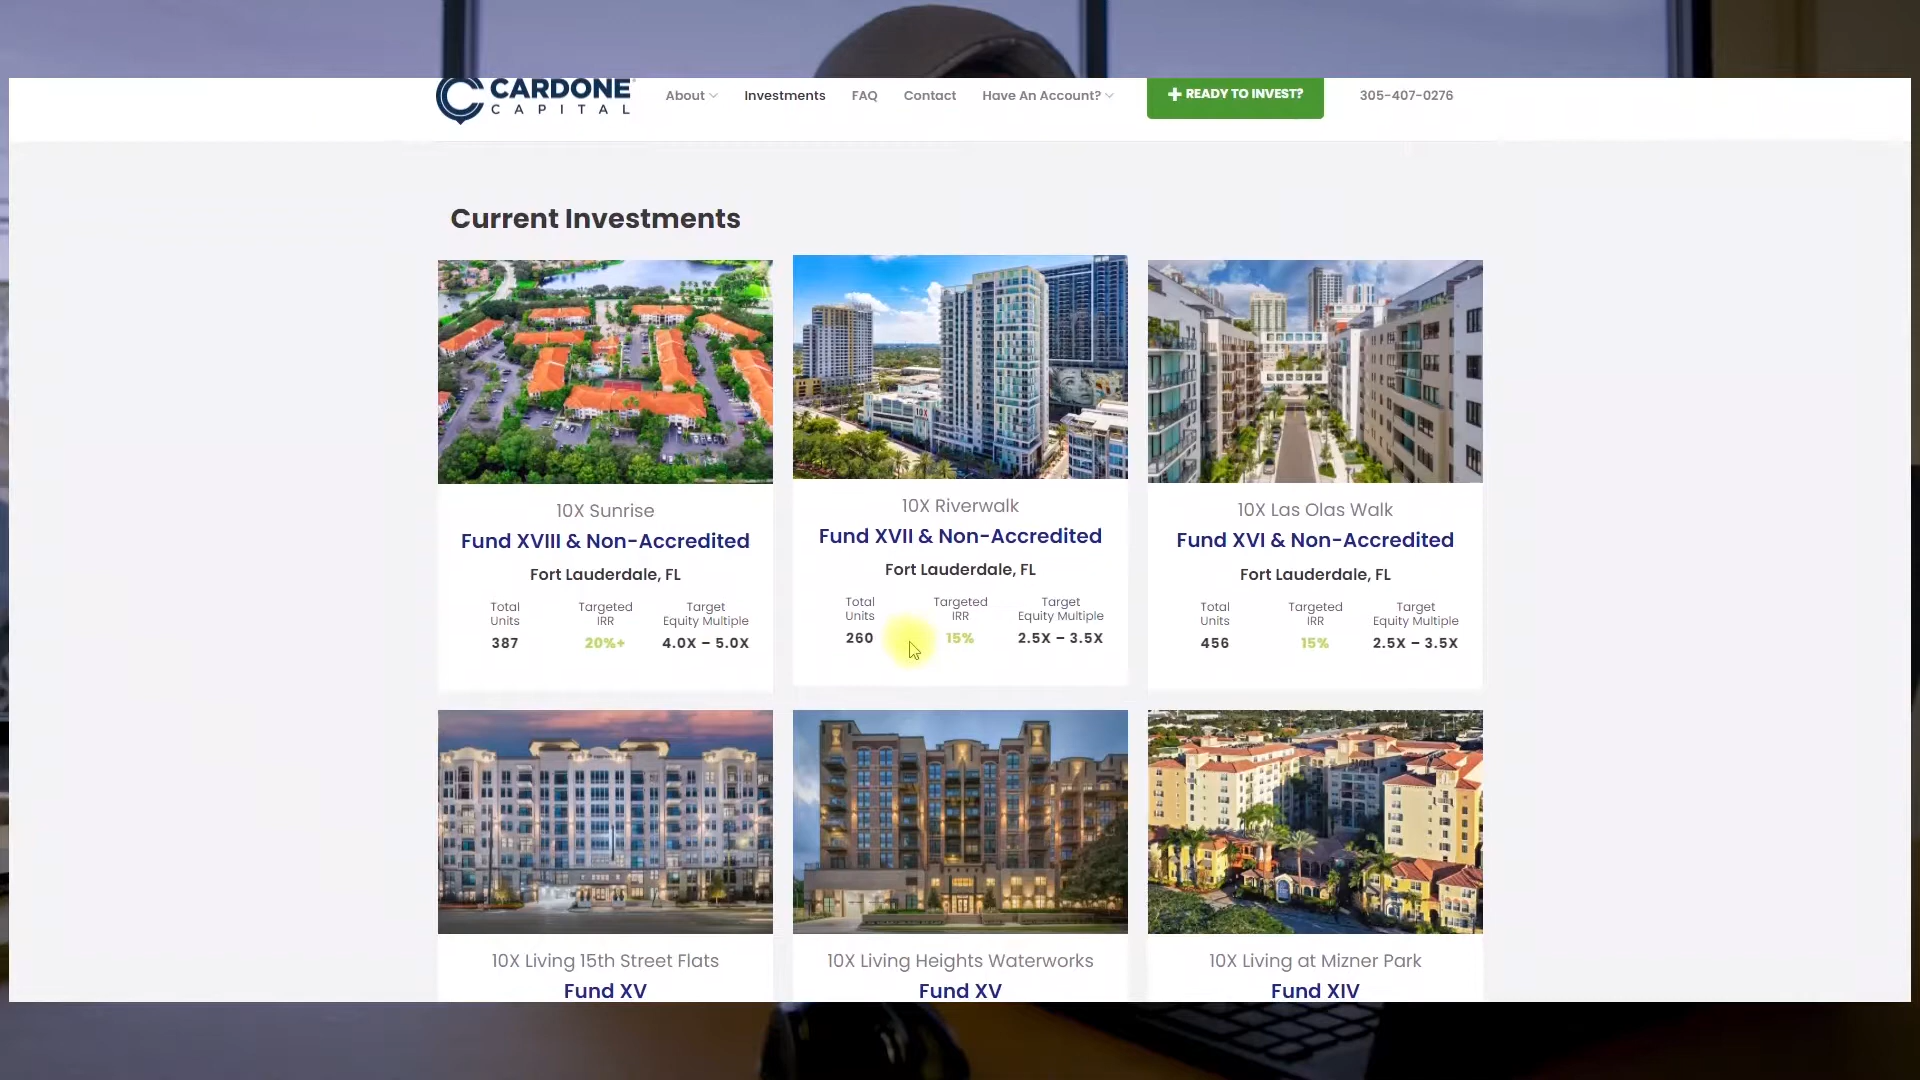 CARDONE
CAPITAL
About
Investments
FAQ
Contact
Have An Account?
READY TO INVEST?
305-407-0276
Current Investments
10X Sunrise
Fund XVIII & Non-Accredited
Fort Lauderdale, FL
Total Units
Targeted IRR
Target Equity Multiple
387
20%+
4.0X – 5.0X
10X
10X Riverwalk
Fund XVII & Non-Accredited
Fort Lauderdale, FL
Total Units
Targeted IRR
Target Equity Multiple
260
15%
2.5X – 3.5X
10X Las Olas Walk
Fund XVI & Non-Accredited
Fort Lauderdale, FL
Total Units
Targeted IRR
Target Equity Multiple
456
15%
2.5X – 3.5X
10X Living 15th Street Flats
Fund XV
10X Living Heights Waterworks
Fund XV
10X Living at Mizner Park
Fund XIV